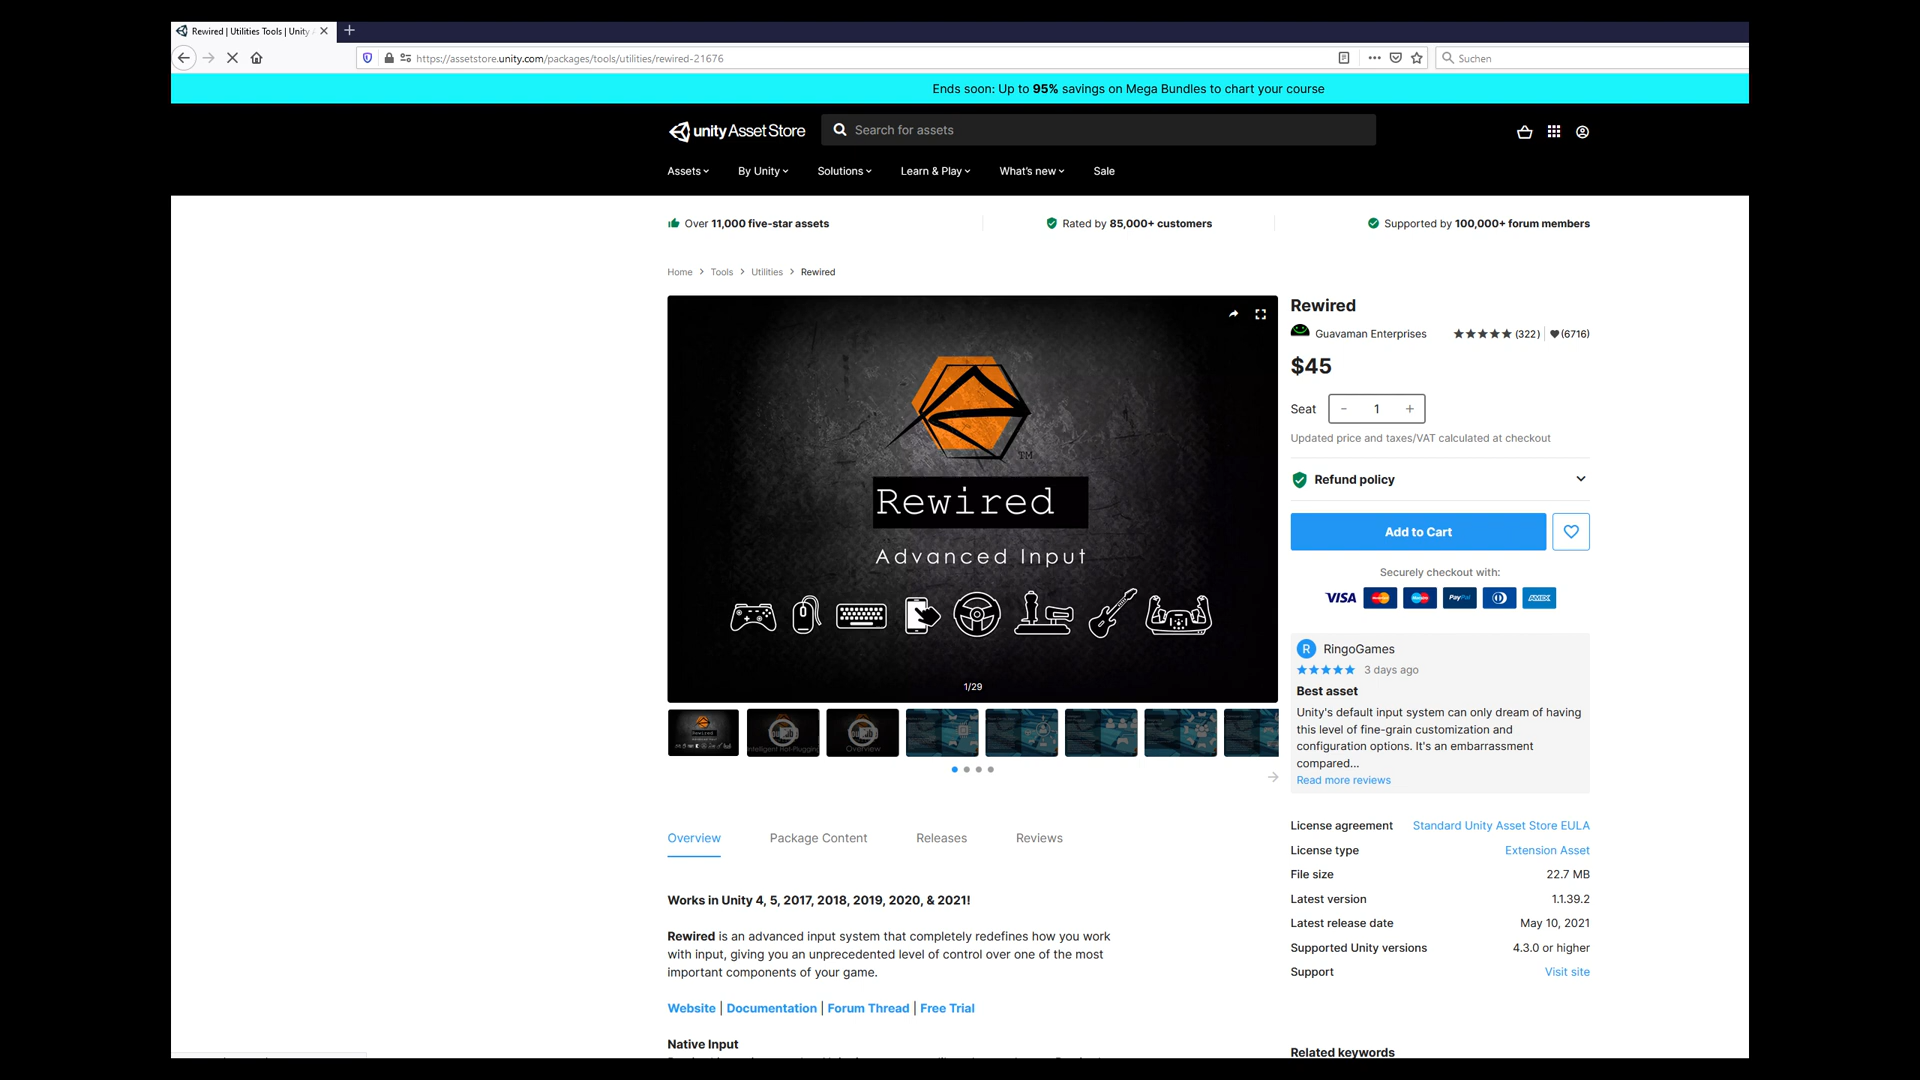 Rewired | Utilities Tools | Unity
https://assetstore.unity.com/packages/tools/utilities/rewired-21676
Suchen
Ends soon: Up to 95% savings on Mega Bundles to chart your course
unity Asset Store
Search for assets
Assets
By Unity
Solutions
Learn & Play
What's new
Sale
Over 11,000 five-star assets
Rated by 85,000+ customers
Supported by 100,000+ forum members
Home > Tools > Utilities > Rewired
TM
Rewired
Advanced Input
1/29
Rewired
Guavaman Enterprises
(322)
(6716)
$45
Seat - 1 +
Updated price and taxes/VAT calculated at checkout
Refund policy
Add to Cart
Securely checkout with:
VISA
PayPal
AMEX
R RingoGames
3 days ago
Best asset
Unity's default input system can only dream of having
this level of fine-grain customization and
configuration options. It's an embarrassment
compared...
Read more reviews
Overview
Package Content
Releases
Reviews
Works in Unity 4, 5, 2017, 2018, 2019, 2020, & 2021!
Rewired is an advanced input system that completely redefines how you work
with input, giving you an unprecedented level of control over one of the most
important components of your game.
Website | Documentation | Forum Thread | Free Trial
Native Input
License agreement Standard Unity Asset Store EULA
License type Extension Asset
File size 22.7 MB
Latest version 1.1.39.2
Latest release date May 10, 2021
Supported Unity versions 4.3.0 or higher
Support Visit site
Related keywords